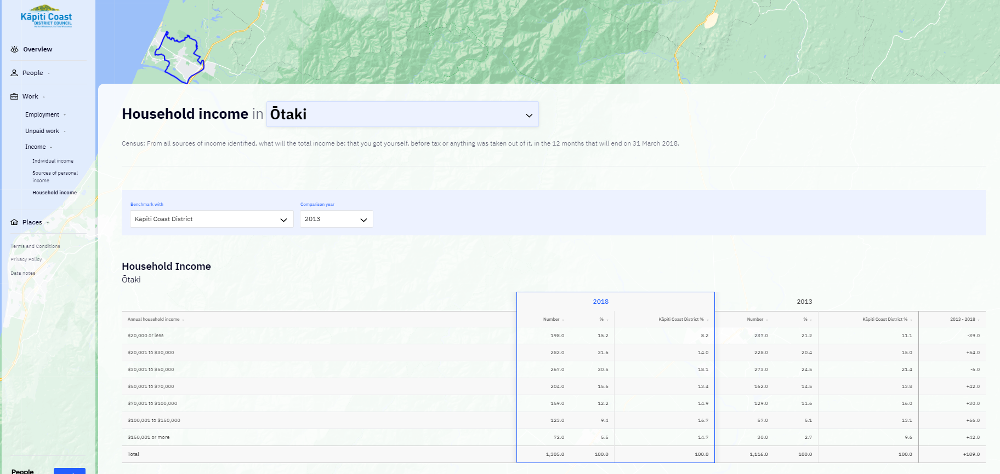 Kāpiti Coast
DISTRICT COUNCIL
Overview
People -
Work -
Employment -
Unpaid work -
Income -
Individual income
Sources of personal
income
Household income
Places -
Terms and Conditions
Privacy Policy
Data notes
People
Household income in Ōtaki
Census: From all sources of income identified, what will the total income be: that you got yourself, before tax or anything was taken out of it, in the 12 months that will end on 31 March 2018.
Benchmark with Comparison year
Kāpiti Coast District 2013
Household Income
Ōtaki
2018 2013
Annual household income - Number - % - Kāpiti Coast District % - Number - % - Kāpiti Coast District % - 2013 - 2018 -
$20,000 or less 198.0 15.2 8.2 237.0 21.2 11.1 -39.0
$20,001 to $30,000 282.0 21.6 14.0 228.0 20.4 15.0 +54.0
$30,001 to $50,000 267.0 20.5 18.1 273.0 24.5 21.4 -6.0
$50,001 to $70,000 204.0 15.6 13.4 162.0 14.5 13.8 +42.0
$70,001 to $100,000 159.0 12.2 14.9 129.0 11.6 16.0 +30.0
$100,001 to $150,000 123.0 9.4 16.7 57.0 5.1 13.1 +66.0
$150,001 or more 72.0 5.5 14.7 30.0 2.7 9.6 +42.0
Total 1,305.0 100.0 100.0 1,116.0 100.0 100.0 +189.0